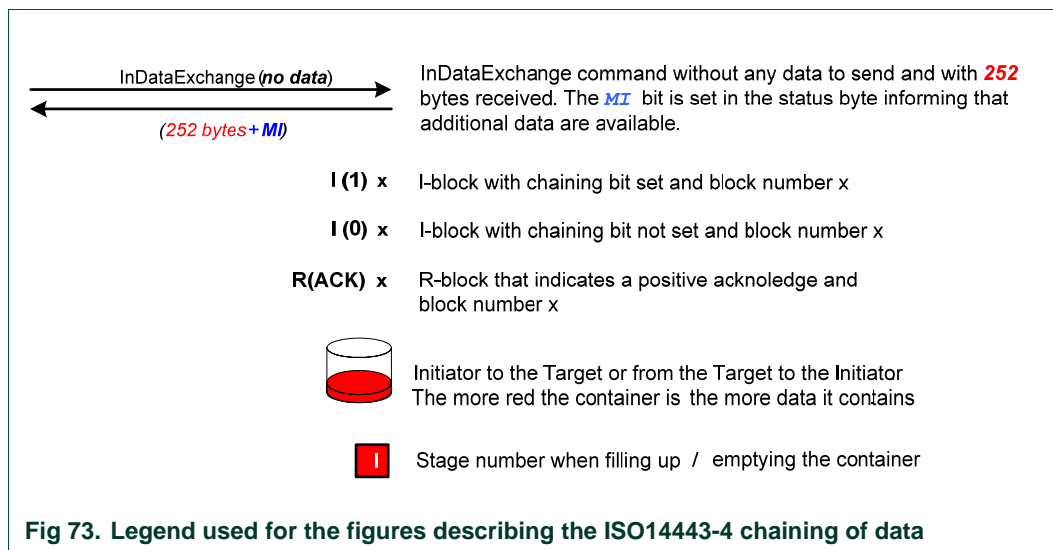 InDataExchange (no data)
(252 bytes+MI)
InDataExchange command without any data to send and with 252
bytes received. The MI bit is set in the status byte informing that
additional data are available.
I (1) x I-block with chaining bit set and block number x
I (0) x I-block with chaining bit not set and block number x
R(ACK) x R-block that indicates a positive acknoledge and
block number x
Initiator to the Target or from the Target to the Initiator
The more red the container is the more data it contains
I Stage number when filling up / emptying the container
Fig 73. Legend used for the figures describing the ISO14443-4 chaining of data